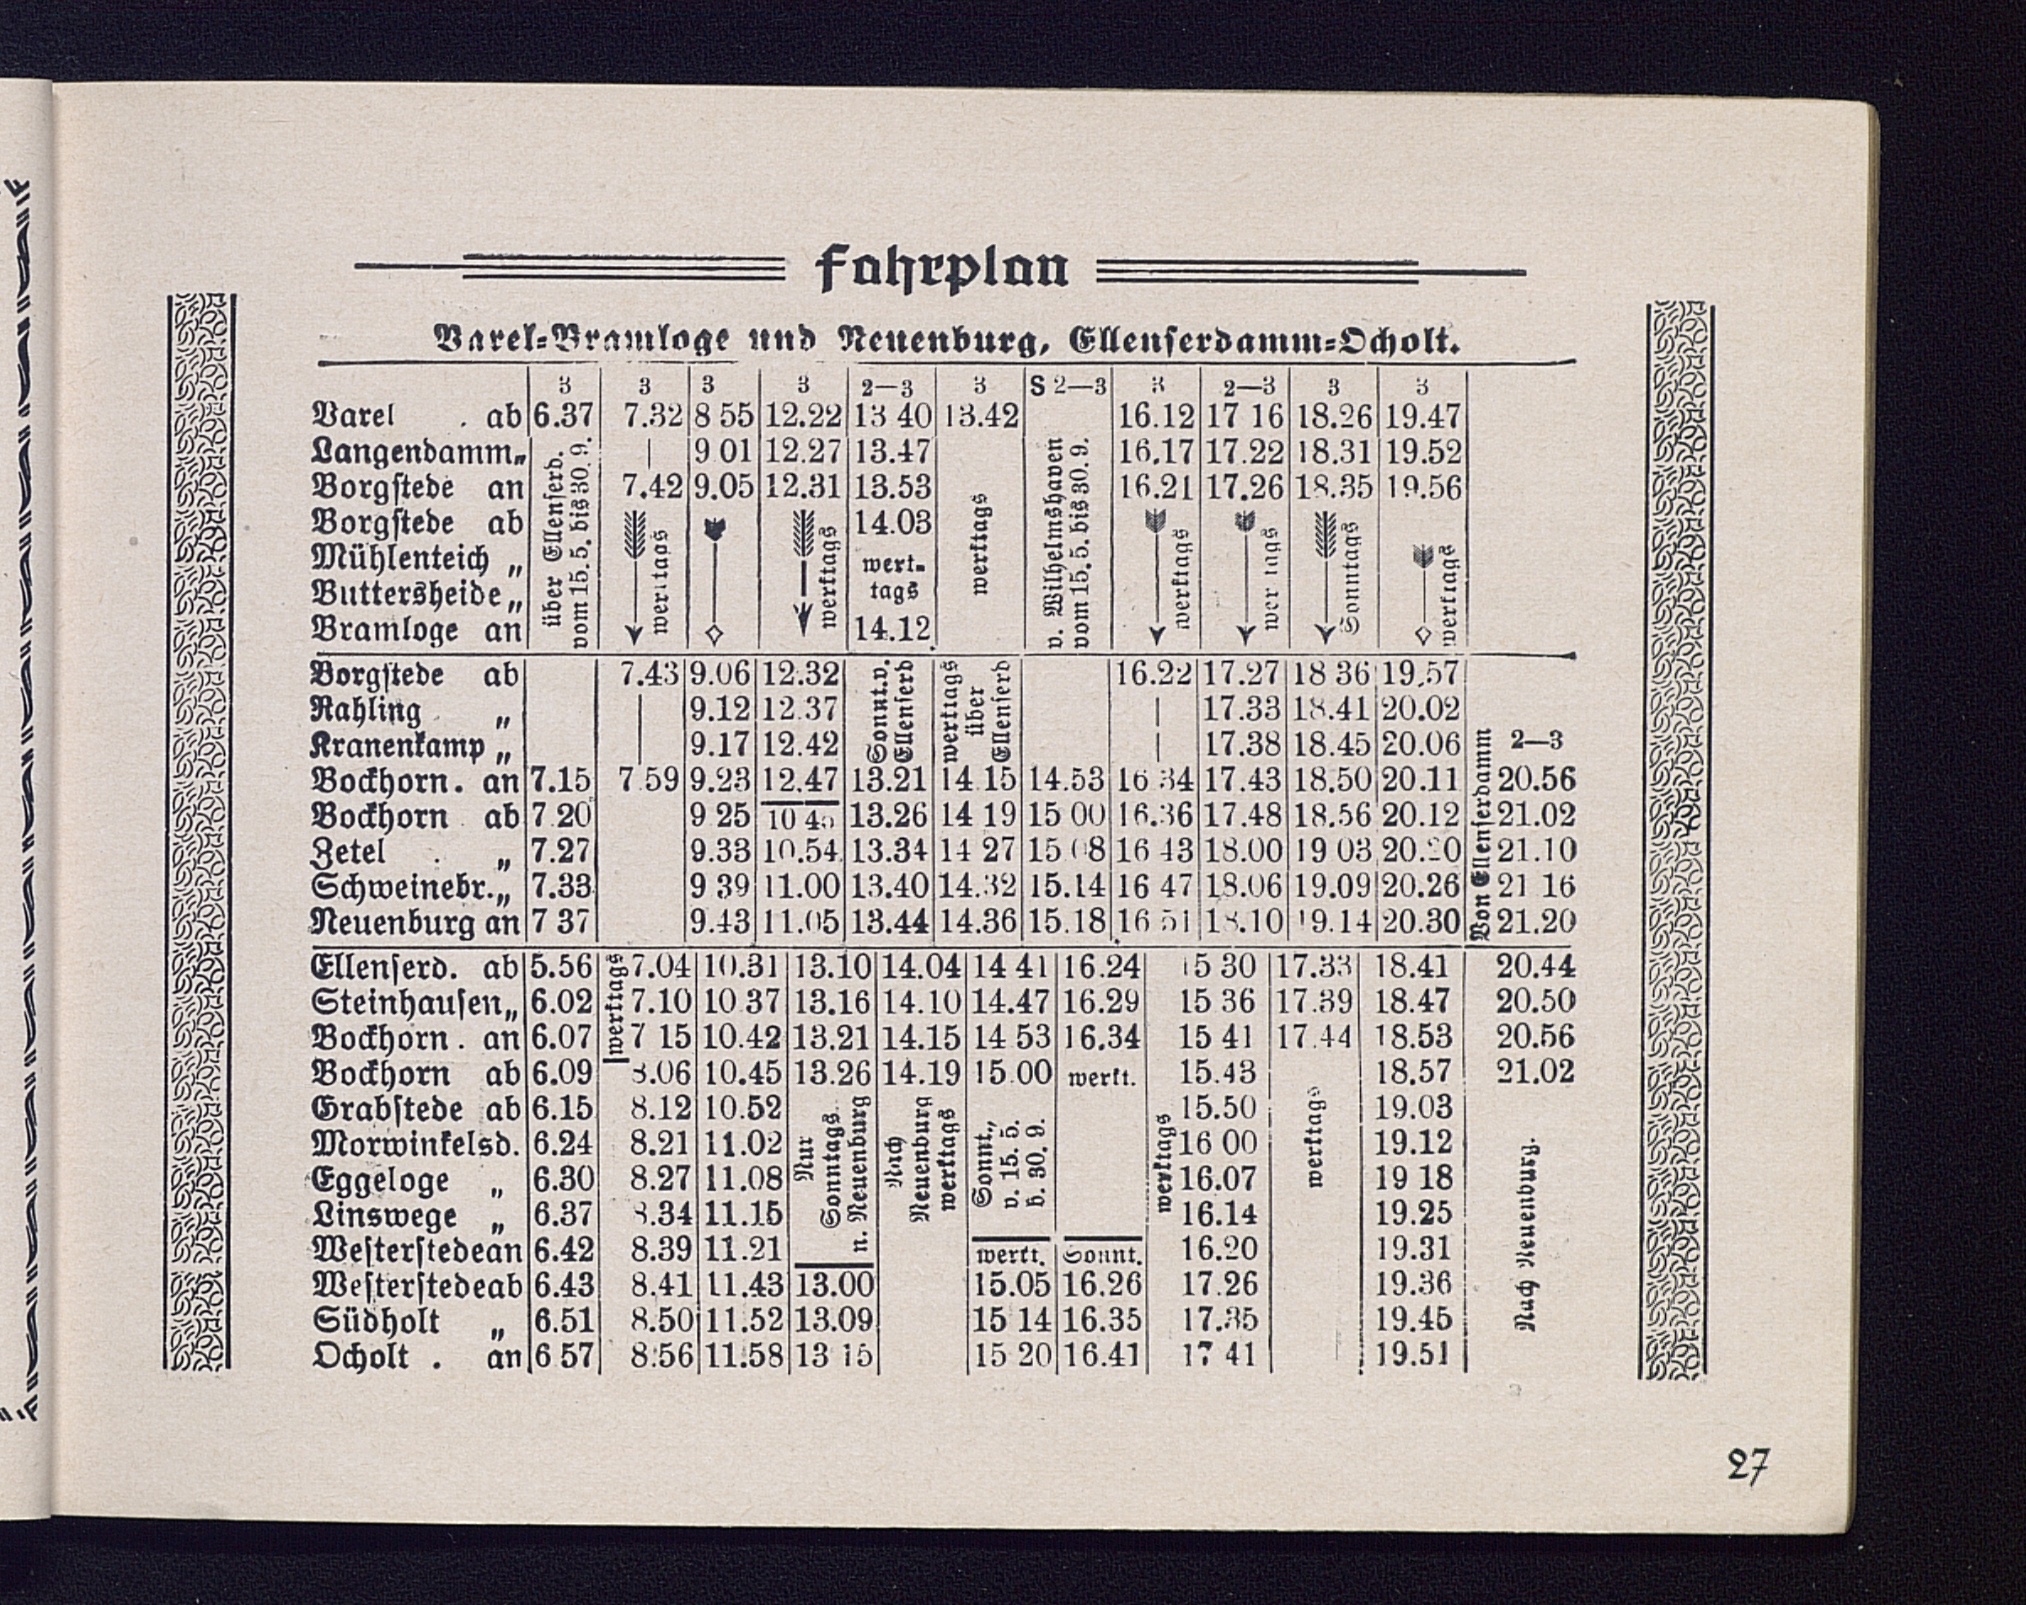 Fahrplan
Varel-Bramloge und Neuenburg, Ellenserdamm-Ocholt.
3 3 3 3 2—3 3 S 2—3 3 2—3 3 3
Varel . ab 6.37 7.32 8 55 12.22 13 40 13.42 16.12 17 16 18.26 19.47
Langendamm„ 9 01 12.27 13.47 16.17 17.22 18.31 19.52
Borgstede an 7.42 9.05 12.31 13.53 16.21 17.26 18.35 19.56
Borgstede ab 14.03
Mühlenteich „ werk-
Buttersheide„ tags
Bramloge an 14.12
über Ellenserd.
vom 15. 5. bis 30. 9.
werktags
werktags
werktags
v. Wilhelmshaven
vom 15. 5. bis 30. 9.
werktags
werktags
Sonntags
werktags
Borgstede ab 7.43 9.06 12.32 16.22 17.27 18 36 19.57
Rahling „ 9.12 12.37 17.33 18.41 20.02
Kranenkamp „ 9.17 12.42 17.38 18.45 20.06 2—3
Bockhorn. an 7.15 7 59 9.23 12.47 13.21 14 15 14.53 16 34 17.43 18.50 20.11 20.56
Bockhorn ab 7 20 9 25 10 45 13.26 14 19 15 00 16.36 17.48 18.56 20.12 21.02
Zetel . „ 7.27 9.33 10.54 13.34 14 27 15 08 16 43 18.00 19 03 20.20 21.10
Schweinebr.„ 7.33 9 39 11.00 13.40 14.32 15.14 16 47 18.06 19.09 20.26 21 16
Neuenburg an 7 37 9.43 11.05 13.44 14.36 15.18 16 51 18.10 19.14 20.30 21.20
Sonnt. v.
Ellenserd
werktags
über
Ellenserd
Von Ellenserdamm
Ellenserd. ab 5.56 7.04 10.31 13.10 14.04 14 41 16.24 15 30 17.33 18.41 20.44
Steinhausen„ 6.02 7.10 10 37 13.16 14.10 14.47 16.29 15 36 17.39 18.47 20.50
Bockhorn . an 6.07 7 15 10.42 13.21 14.15 14 53 16.34 15 41 17.44 18.53 20.56
Bockhorn ab 6.09 8.06 10.45 13.26 14.19 15.00 werkt. 15.43 18.57 21.02
Grabstede ab 6.15 8.12 10.52 15.50 19.03
Morwinkelsd. 6.24 8.21 11.02 16 00 19.12
Eggeloge „ 6.30 8.27 11.08 16.07 19 18
Linswege „ 6.37 8.34 11.15 16.14 19.25
Westerstedean 6.42 8.39 11.21 werkt. Sonnt. 16.20 19.31
Westerstedeab 6.43 8.41 11.43 13.00 15.05 16.26 17.26 19.36
Südholt „ 6.51 8.50 11.52 13.09 15 14 16.35 17.35 19.45
Ocholt . an 6 57 8.56 11.58 13 15 15 20 16.41 17 41 19.51
werktags
Nur
Sonntags
n. Neuenburg
Nach
Neuenburg
werktags
Sonnt.,
v. 15. 5.
b. 30. 9.
werktags
werktags
Nach Neuenburg.
27